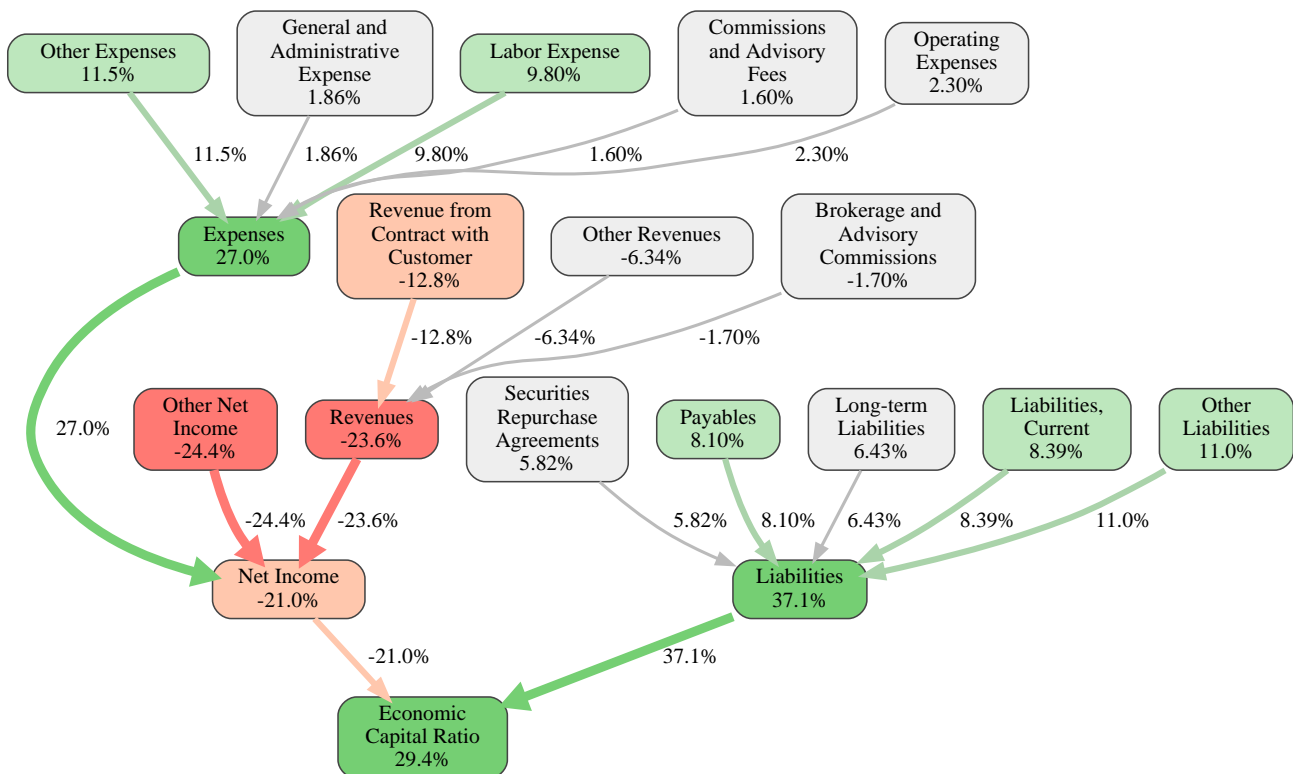 Other Expenses
11.5%
General and
Administrative
Expense
1.86%
Labor Expense
9.80%
Commissions
and Advisory
Fees
1.60%
Operating
Expenses
2.30%
11.5%
1.86%
9.80%
1.60%
2.30%
Expenses
27.0%
Revenue from
Contract with
Customer
-12.8%
Other Revenues
-6.34%
Brokerage and
Advisory
Commissions
-1.70%
-12.8%
-6.34%
-1.70%
27.0%
Other Net
Income
-24.4%
Revenues
-23.6%
Securities
Repurchase
Agreements
5.82%
Payables
8.10%
Long-term
Liabilities
6.43%
Liabilities,
Current
8.39%
Other
Liabilities
11.0%
-24.4%
-23.6%
5.82%
8.10%
6.43%
8.39%
11.0%
Net Income
-21.0%
Liabilities
37.1%
-21.0%
37.1%
Economic
Capital Ratio
29.4%